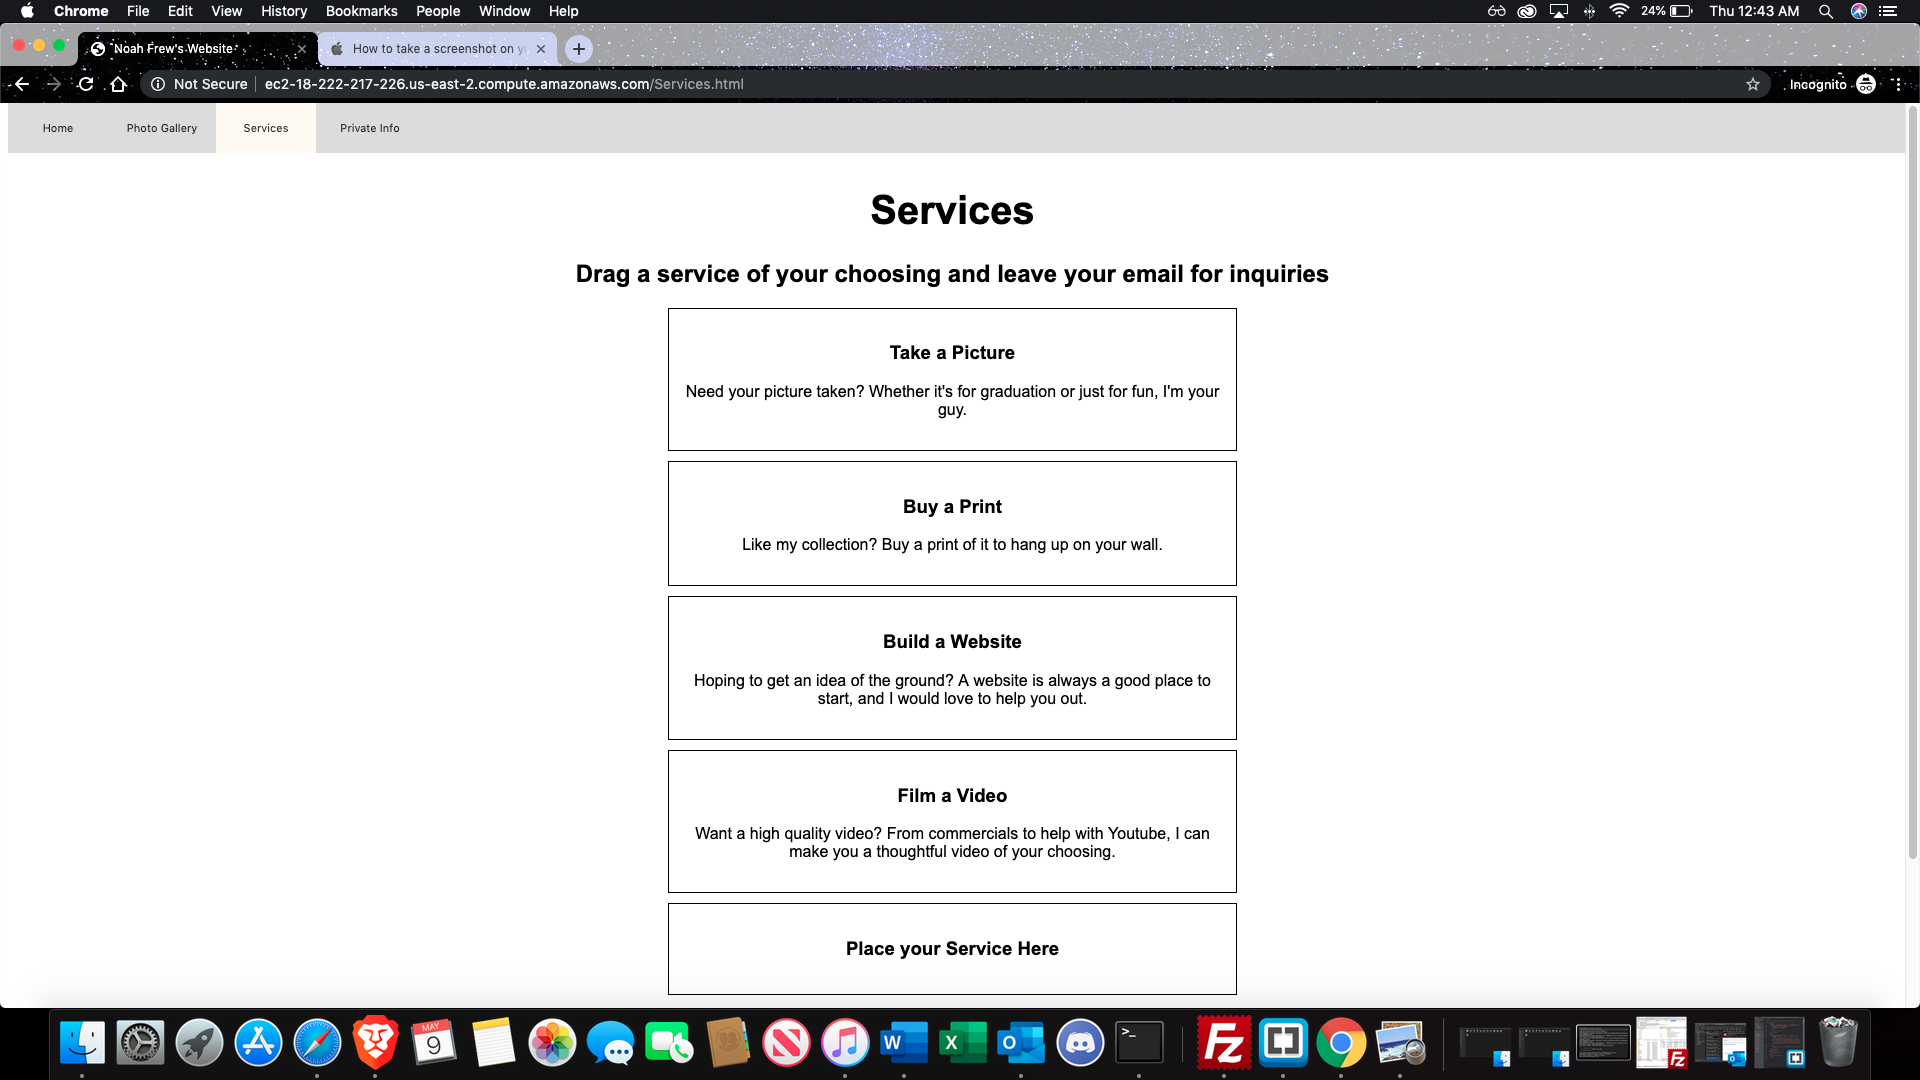 Chrome File Edit View History Bookmarks People Window Help 24% Thu 12:43 AM
Noah Frew's Website
How to take a screenshot on y
Not Secure ec2-18-222-217-226.us-east-2.compute.amazonaws.com/Services.html Incognito
Home Photo Gallery Services Private Info
Services
Drag a service of your choosing and leave your email for inquiries
Take a Picture
Need your picture taken? Whether it's for graduation or just for fun, I'm your
guy.
Buy a Print
Like my collection? Buy a print of it to hang up on your wall.
Build a Website
Hoping to get an idea of the ground? A website is always a good place to
start, and I would love to help you out.
Film a Video
Want a high quality video? From commercials to help with Youtube, I can
make you a thoughtful video of your choosing.
Place your Service Here
MAY
9